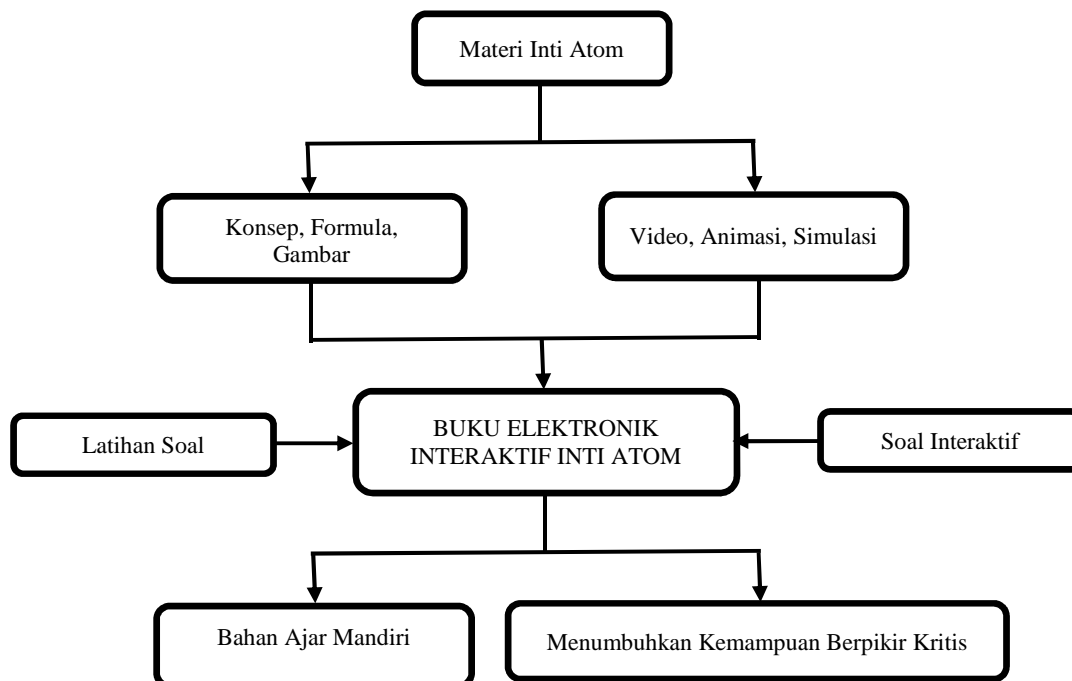 Materi Inti Atom
Konsep, Formula,
Gambar
Video, Animasi, Simulasi
Latihan Soal
BUKU ELEKTRONIK
INTERAKTIF INTI ATOM
Soal Interaktif
Bahan Ajar Mandiri
Menumbuhkan Kemampuan Berpikir Kritis